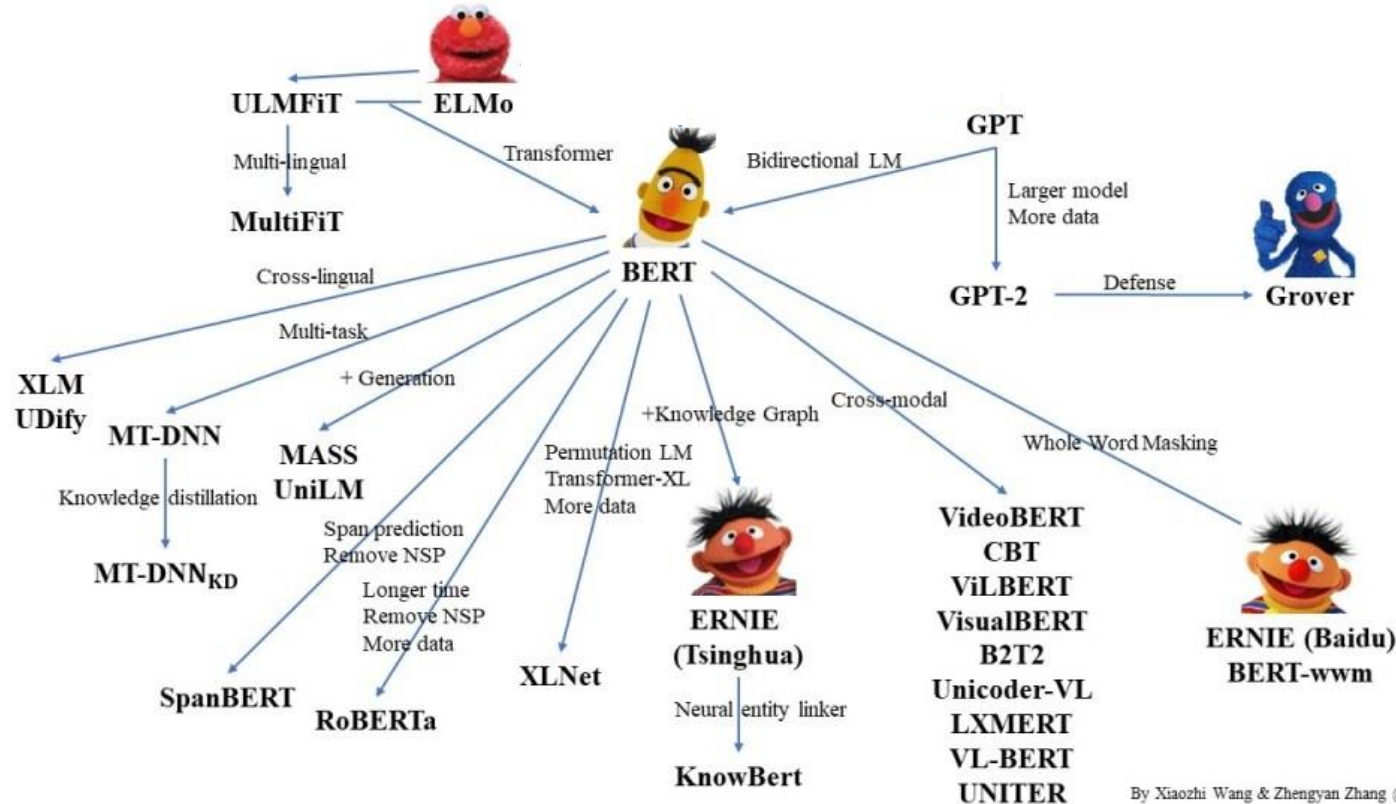 ULMFiT
ELMo
GPT
Multi-lingual
Transformer
Bidirectional LM
Larger model
More data
MultiFiT
BERT
Cross-lingual
GPT-2
Defense
Grover
Multi-task
XLM
UDify
+ Generation
+Knowledge Graph
Cross-modal
MT-DNN
Whole Word Masking
MASS
UniLM
Permutation LM
Transformer-XL
More data
Knowledge distillation
Span prediction
Remove NSP
MT-DNNKD
Longer time
Remove NSP
More data
VideoBERT
CBT
ViLBERT
VisualBERT
B2T2
Unicoder-VL
LXMERT
VL-BERT
UNITER
ERNIE
(Tsinghua)
ERNIE (Baidu)
BERT-wwm
XLNet
SpanBERT
RoBERTa
Neural entity linker
KnowBert
By Xiaozhi Wang & Zhengyan Zhang